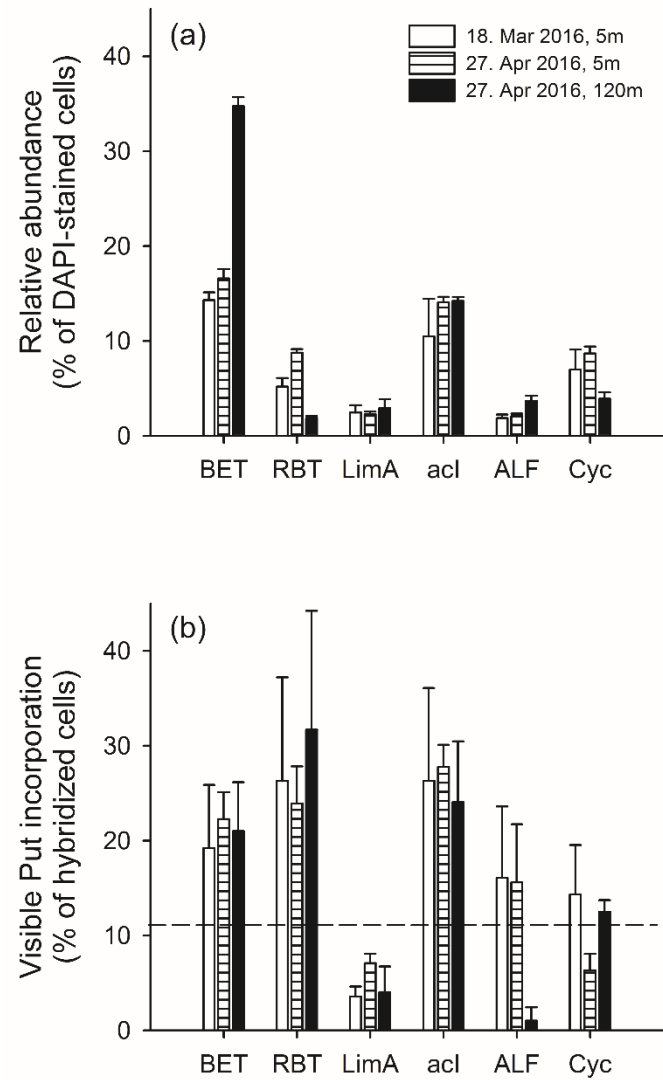 (a)
18. Mar 2016, 5m
27. Apr 2016, 5m
27. Apr 2016, 120m
Relative abundance
(% of DAPI-stained cells)
40
30
20
10
0
BET RBT LimA acI ALF Cyc
(b)
Visible Put incorporation
(% of hybridized cells)
40
30
20
10
0
BET RBT LimA acI ALF Cyc